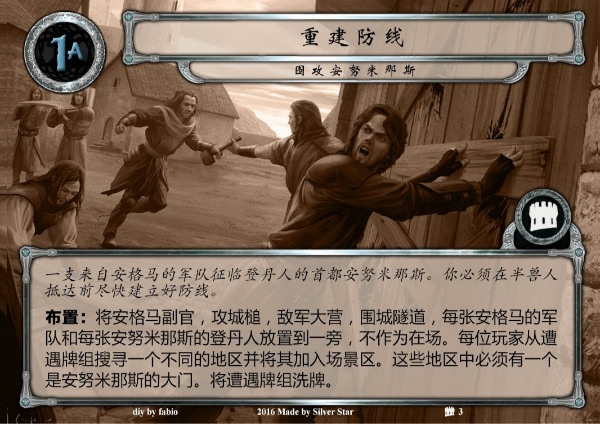 1A
重建防线
围攻安努米那斯
一支来自安格马的军队征临登丹人的首都安努米那斯。你必须在半兽人
抵达前尽快建立好防线。
布置：将安格马副官，攻城槌，敌军大营，围城隧道，每张安格马的军
队和每张安努米那斯的登丹人放置到一旁，不作为在场。每位玩家从遭
遇牌组搜寻一个不同的地区并将其加入场景区。这些地区中必须有一个
是安努米那斯的大门。将遭遇牌组洗牌。
diy by fabio 2016 Made by Silver Star 3